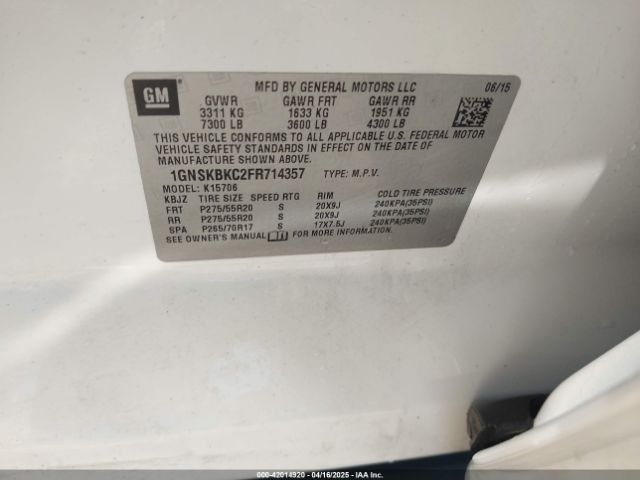 GM
MFD BY GENERAL MOTORS LLC 06/15
GVWR GAWR FRT GAWR RR
3311 KG 1633 KG 1951 KG
7300 LB 3600 LB 4300 LB
THIS VEHICLE CONFORMS TO ALL APPLICABLE U.S. FEDERAL MOTOR
VEHICLE SAFETY STANDARDS IN EFFECT ON THE DATE OF
MANUFACTURE SHOWN ABOVE.
1GNSKBKC2FR714357 TYPE: M.P.V.
MODEL: K15706
KBJZ TIRE SIZE SPEED RTG RIM COLD TIRE PRESSURE
FRT P275/55R20 S 20X9J 240KPA(35PSI)
RR P275/55R20 S 20X9J 240KPA(35PSI)
SPA P265/70R17 S 17X7.5J 240KPA(35PSI)
SEE OWNER'S MANUAL
000-42014920 - 04/16/2025 - IAA Inc.